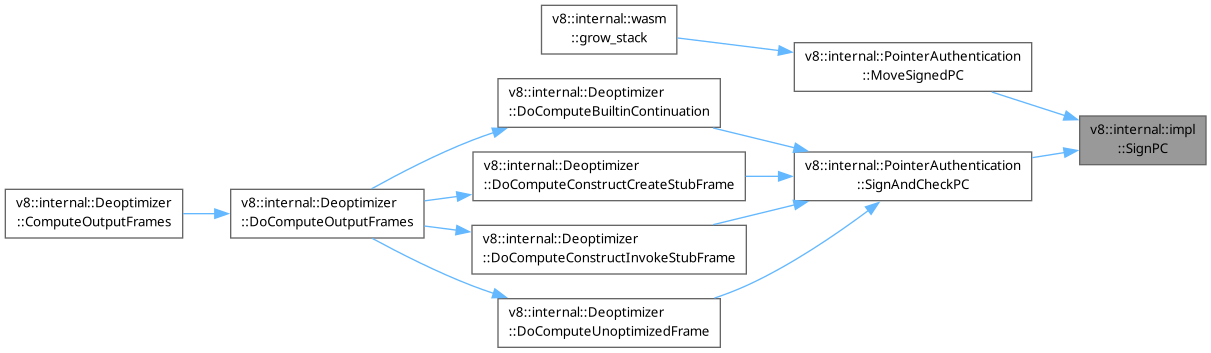 v8::internal::wasm
::grow_stack
v8::internal::PointerAuthentication
::MoveSignedPC
v8::internal::Deoptimizer
::DoComputeBuiltinContinuation
v8::internal::impl
::SignPC
v8::internal::Deoptimizer
::DoComputeConstructCreateStubFrame
v8::internal::PointerAuthentication
::SignAndCheckPC
v8::internal::Deoptimizer
::ComputeOutputFrames
v8::internal::Deoptimizer
::DoComputeOutputFrames
v8::internal::Deoptimizer
::DoComputeConstructInvokeStubFrame
v8::internal::Deoptimizer
::DoComputeUnoptimizedFrame